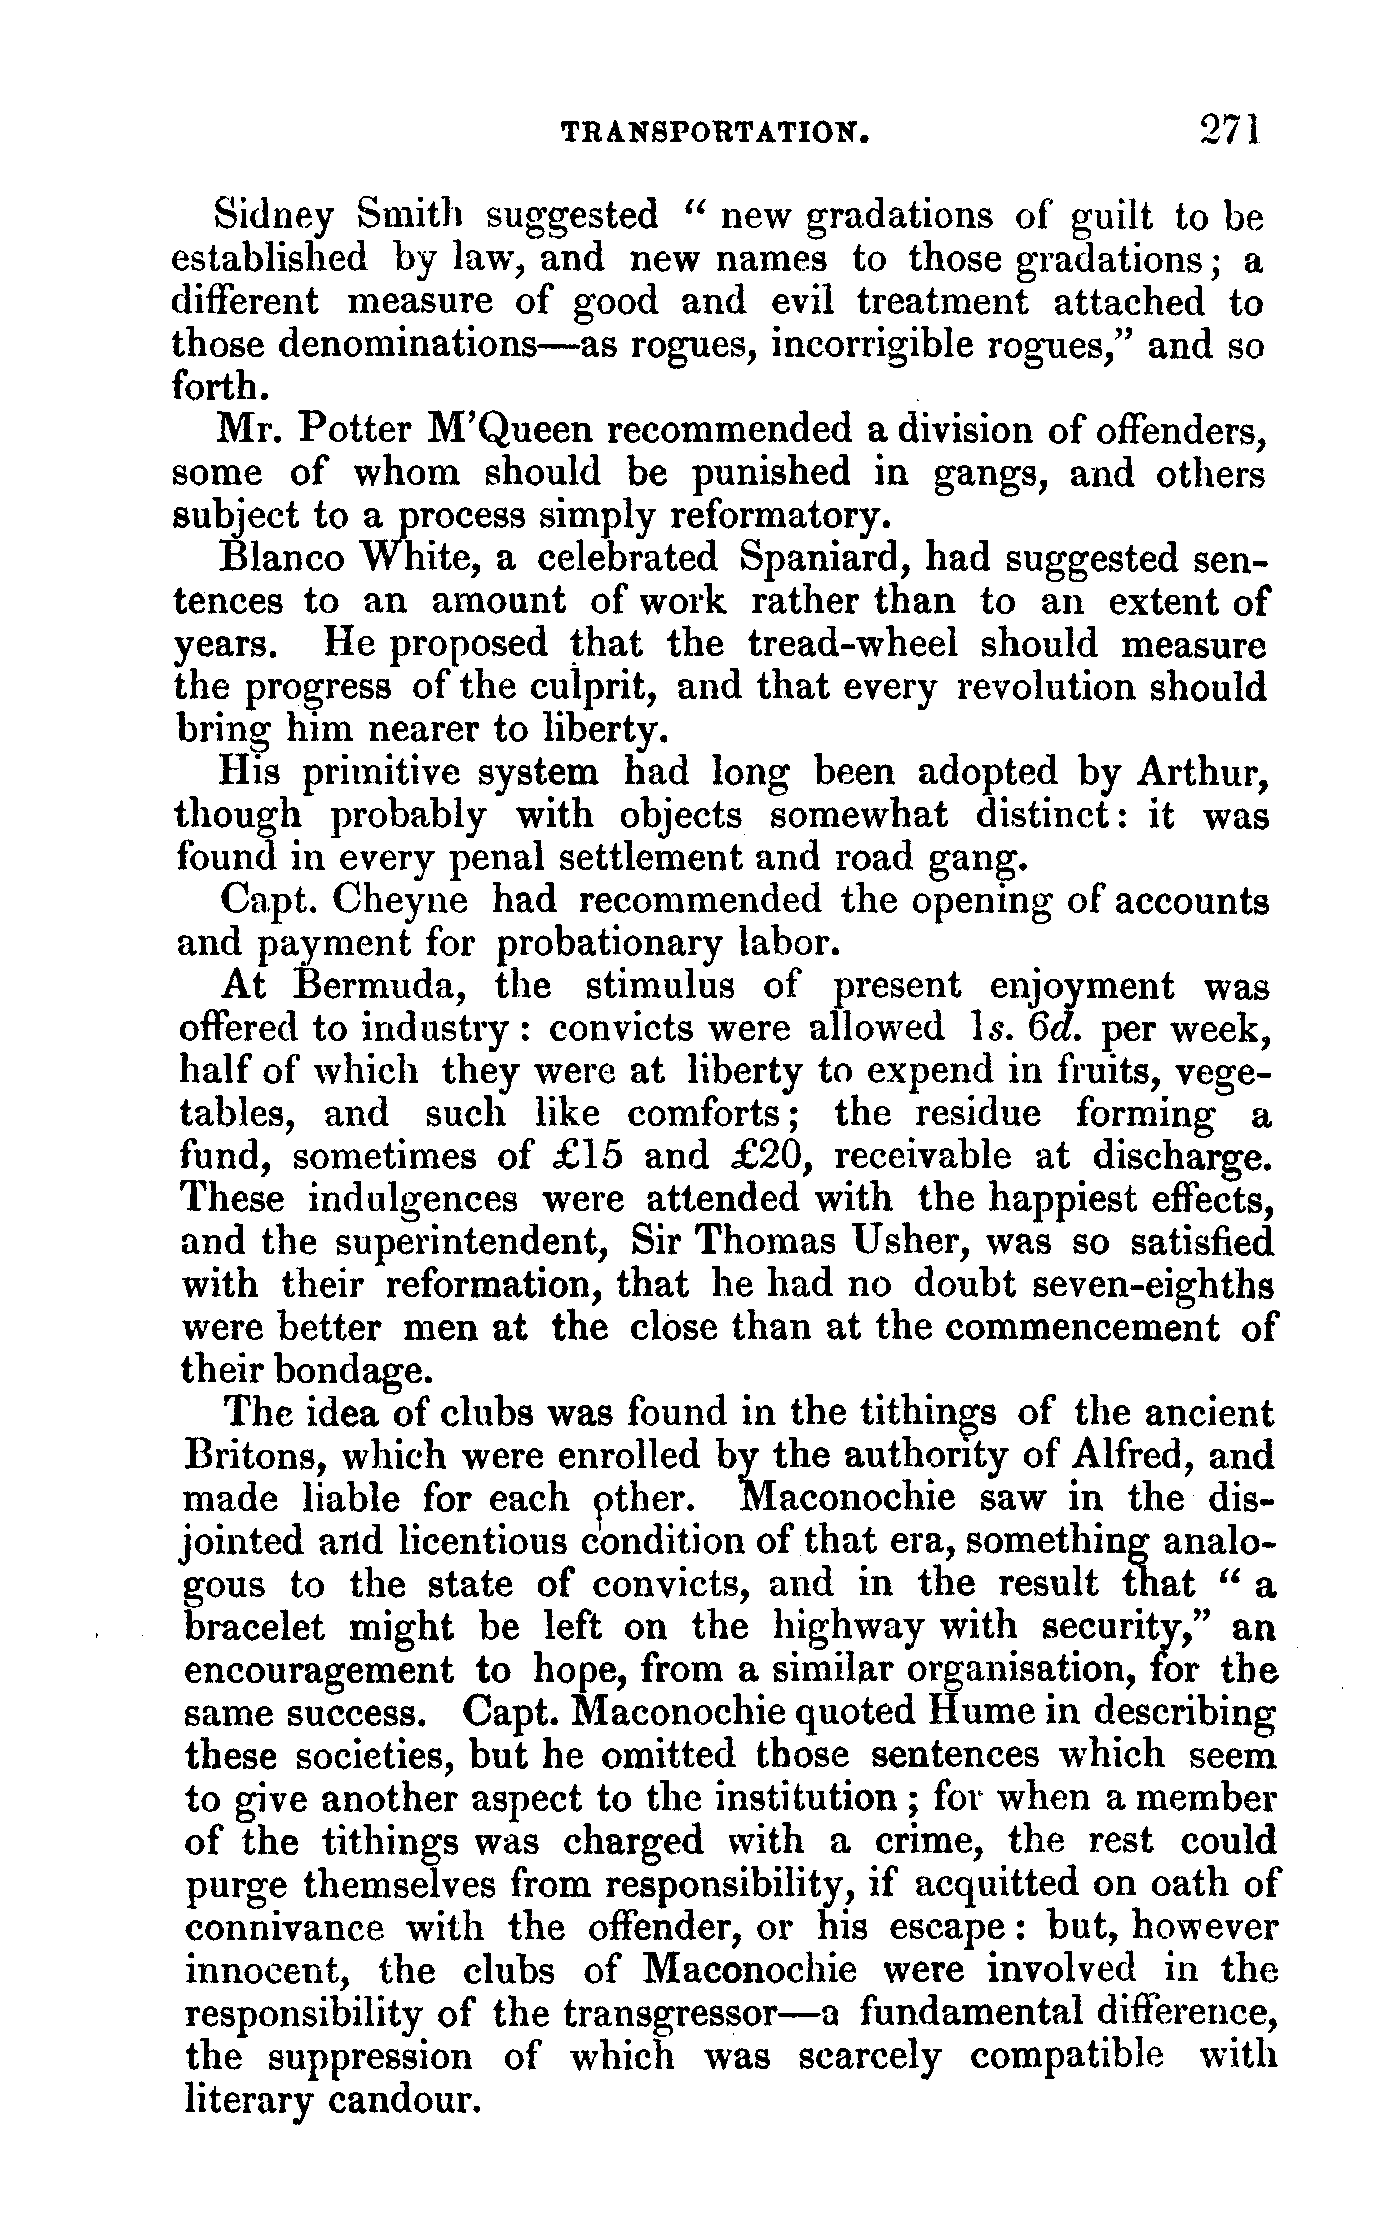 TRANSPORTATION. 271
Sidney Smith suggested “ new gradations of guilt to be
established by law, and new names to those gradations; a
different measure of good and evil treatment attached to
those denominations—as rogues, incorrigible rogues,” and so
forth.
Mr. Potter M’Queen recommended a division of offenders,
some of whom should be punished in gangs, and others
subject to a process simply reformatory.
Blanco White, a celebrated Spaniard, had suggested sen-
tences to an amount of work rather than to an extent of
years. He proposed that the tread-wheel should measure
the progress of the culprit, and that every revolution should
bring him nearer to liberty.
His primitive system had long been adopted by Arthur,
though probably with objects somewhat distinct: it was
found in every penal settlement and road gang.
Capt. Cheyne had recommended the opening of accounts
and payment for probationary labor.
At Bermuda, the stimulus of present enjoyment was
offered to industry : convicts were allowed 1s. 6d. per week,
half of which they were at liberty to expend in fruits, vege-
tables, and such like comforts; the residue forming a
fund, sometimes of £15 and £20, receivable at discharge.
These indulgences were attended with the happiest effects,
and the superintendent, Sir Thomas Usher, was so satisfied
with their reformation, that he had no doubt seven-eighths
were better men at the close than at the commencement of
their bondage.
The idea of clubs was found in the tithings of the ancient
Britons, which were enrolled by the authority of Alfred, and
made liable for each other. Maconochie saw in the dis-
jointed and licentious condition of that era, something analo-
gous to the state of convicts, and in the result that “ a
bracelet might be left on the highway with security,” an
encouragement to hope, from a similar organisation, for the
same success. Capt. Maconochie quoted Hume in describing
these societies, but he omitted those sentences which seem
to give another aspect to the institution ; for when a member
of the tithings was charged with a crime, the rest could
purge themselves from responsibility, if acquitted on oath of
connivance with the offender, or his escape : but, however
innocent, the clubs of Maconochie were involved in the
responsibility of the transgressor—a fundamental difference,
the suppression of which was scarcely compatible with
literary candour.